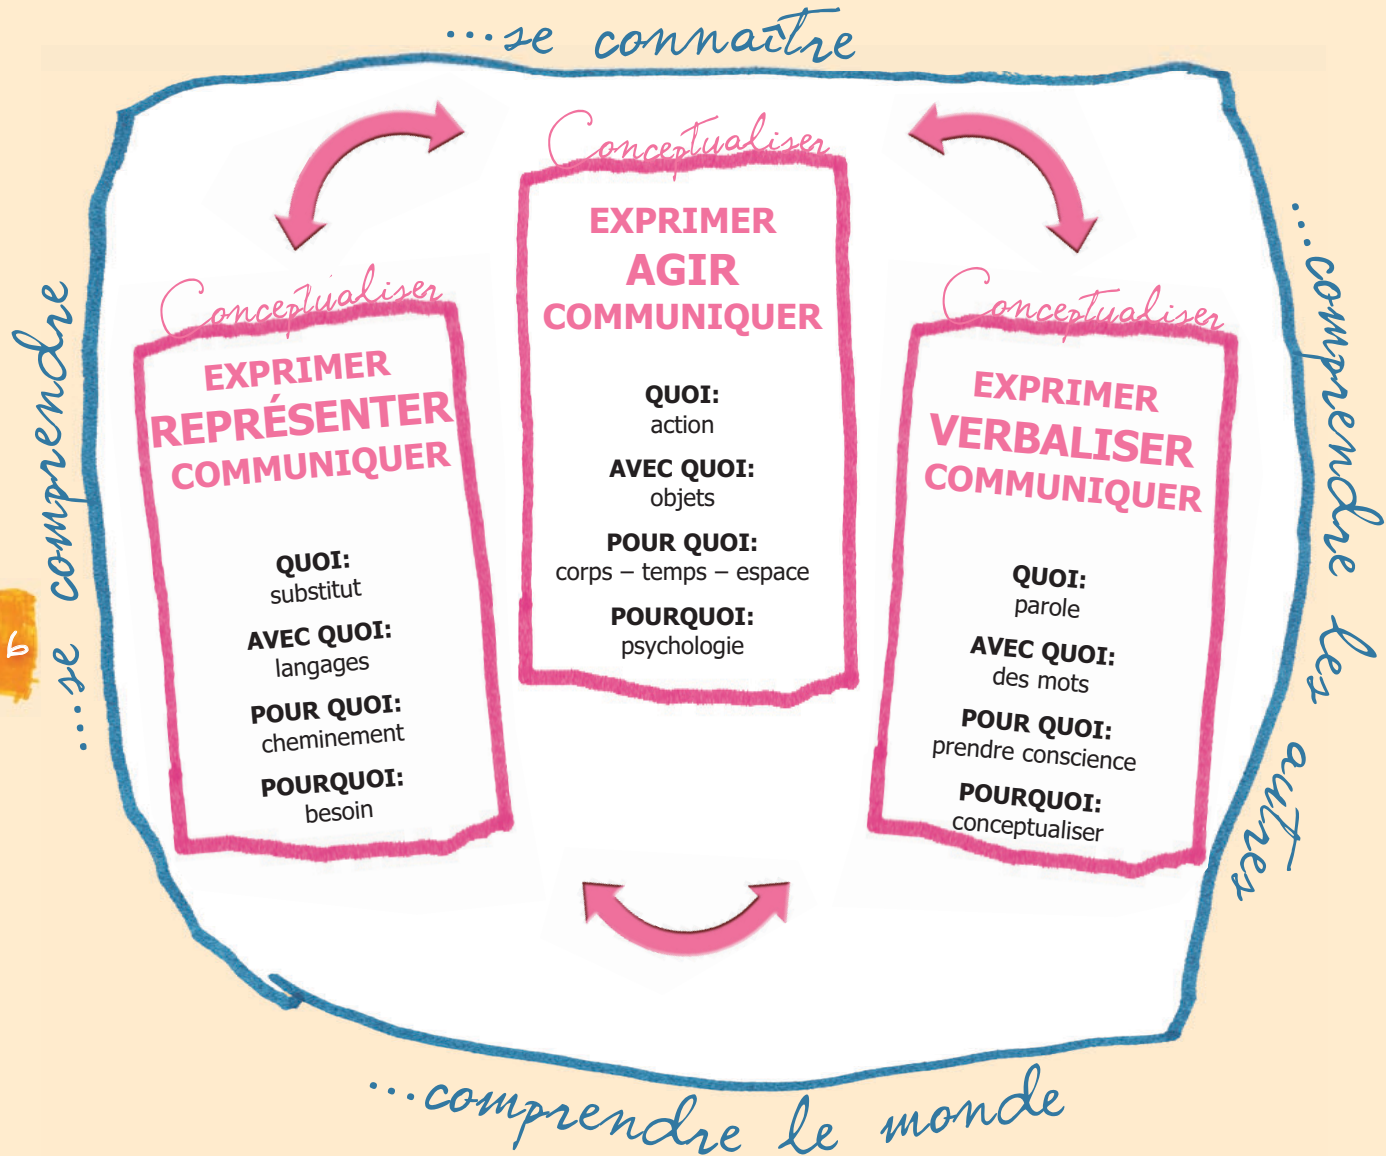 ...se connaître
Conceptualiser
EXPRIMER
AGIR
COMMUNIQUER
QUOI:
action
AVEC QUOI:
objets
POUR QUOI:
corps – temps – espace
POURQUOI:
psychologie
Conceptualiser
EXPRIMER
REPRÉSENTER
COMMUNIQUER
QUOI:
substitut
AVEC QUOI:
langages
POUR QUOI:
cheminement
POURQUOI:
besoin
Conceptualiser
EXPRIMER
VERBALISER
COMMUNIQUER
QUOI:
parole
AVEC QUOI:
des mots
POUR QUOI:
prendre conscience
POURQUOI:
conceptualiser
...se comprendre
...comprendre les autres
...comprendre le monde
6